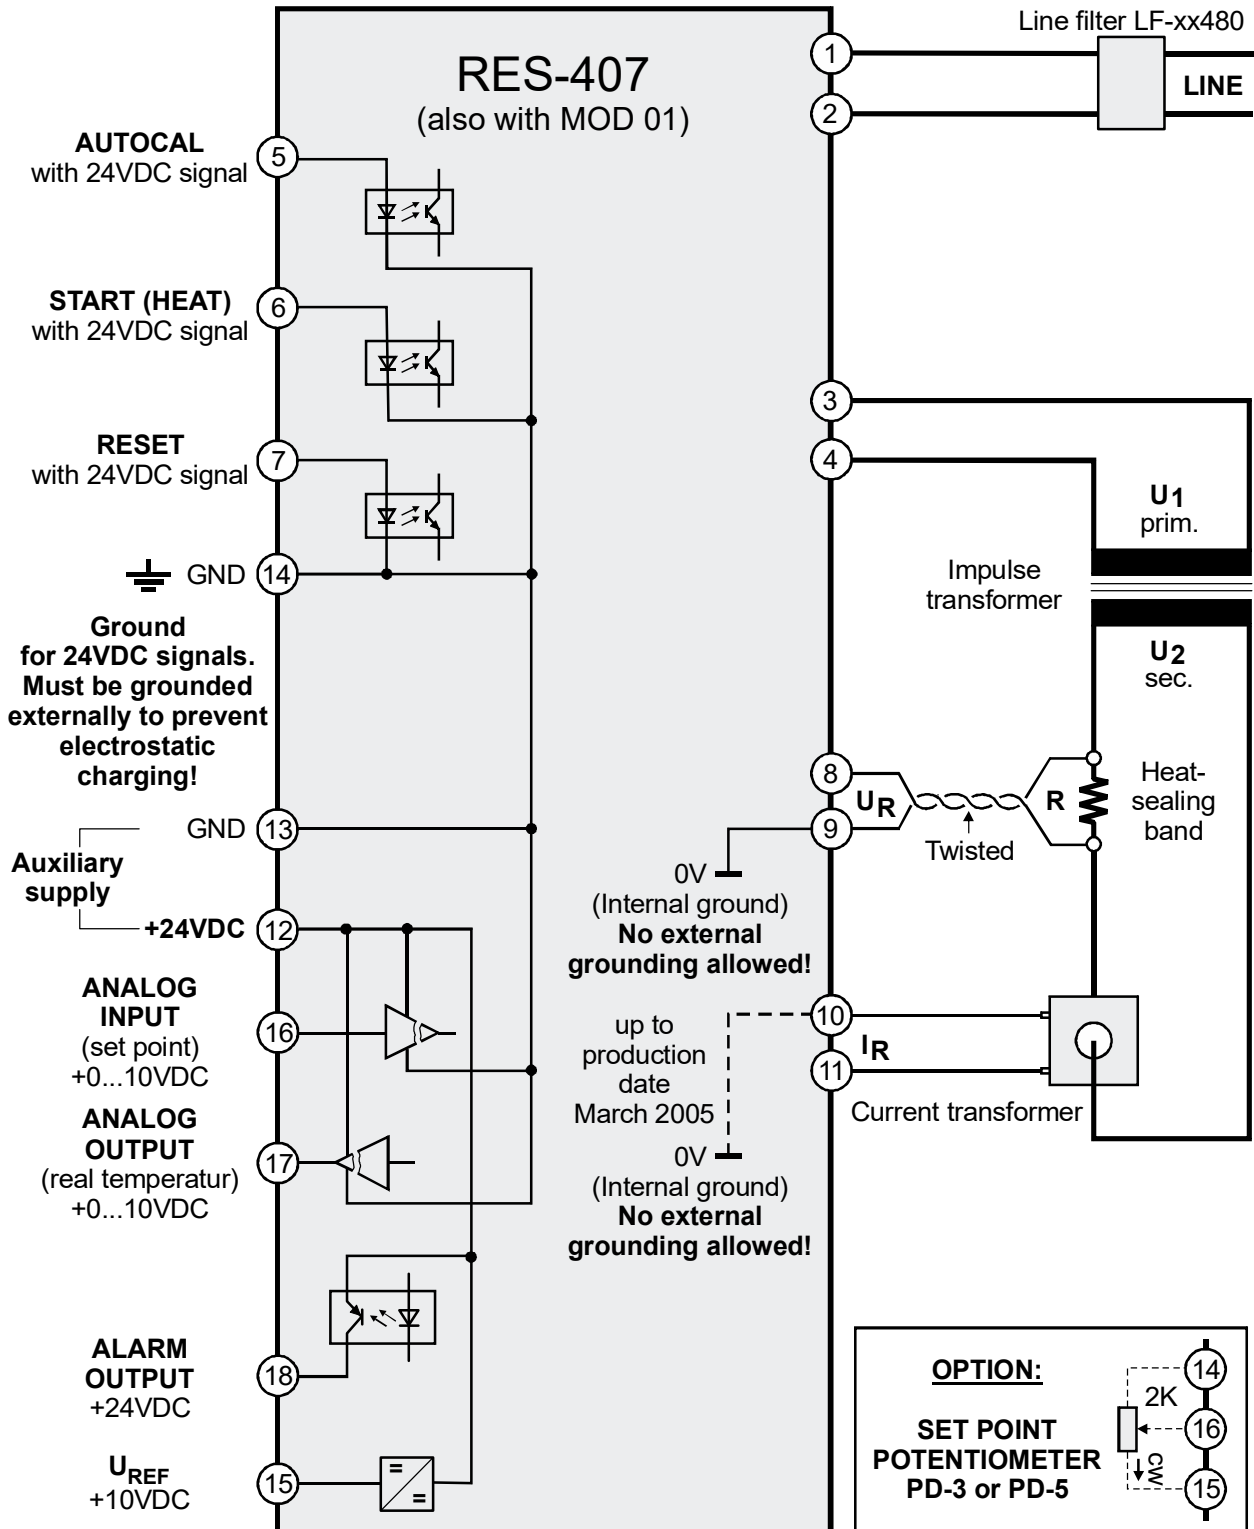 Line filter LF-xx480
1
LINE
2
RES-407
(also with MOD 01)
AUTOCAL
with 24VDC signal
5
START (HEAT)
with 24VDC signal
6
RESET
with 24VDC signal
7
GND
14
Ground
for 24VDC signals.
Must be grounded
externally to prevent
electrostatic
charging!
GND
13
Auxiliary
supply
+24VDC
12
ANALOG
INPUT
(set point)
+0...10VDC
16
ANALOG
OUTPUT
(real temperatur)
+0...10VDC
17
ALARM
OUTPUT
+24VDC
18
UREF
+10VDC
15
=
=
3
4
U1
prim.
Impulse
transformer
U2
sec.
8
UR
9
Twisted
R
Heat-
sealing
band
0V
(Internal ground)
No external
grounding allowed!
10
IR
11
Current transformer
up to
production
date
March 2005
0V
(Internal ground)
No external
grounding allowed!
OPTION:
SET POINT
POTENTIOMETER
PD-3 or PD-5
14
2K
16
CW
15